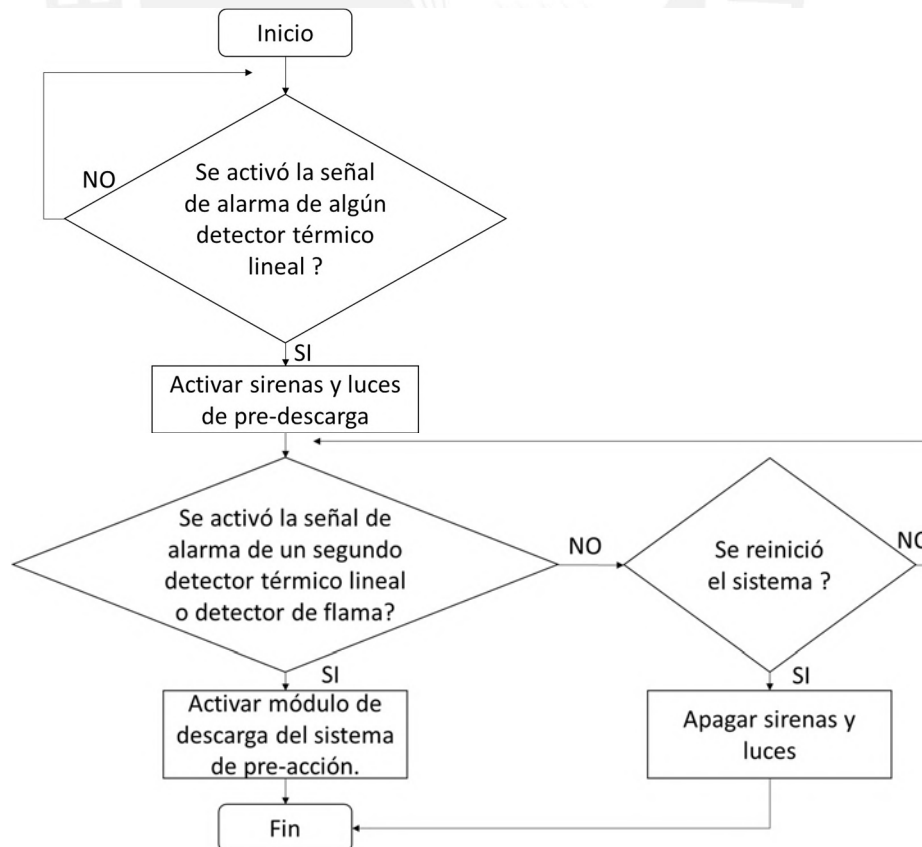 Inicio
NO
Se activó la señal
de alarma de algún
detector térmico
lineal ?
SI
Activar sirenas y luces
de pre-descarga
Se activó la señal de
alarma de un segundo
detector térmico lineal
o detector de flama?
NO
Se reinició
el sistema ?
NO
SI
Activar módulo de
descarga del sistema
de pre-acción.
SI
Apagar sirenas y
luces
Fin